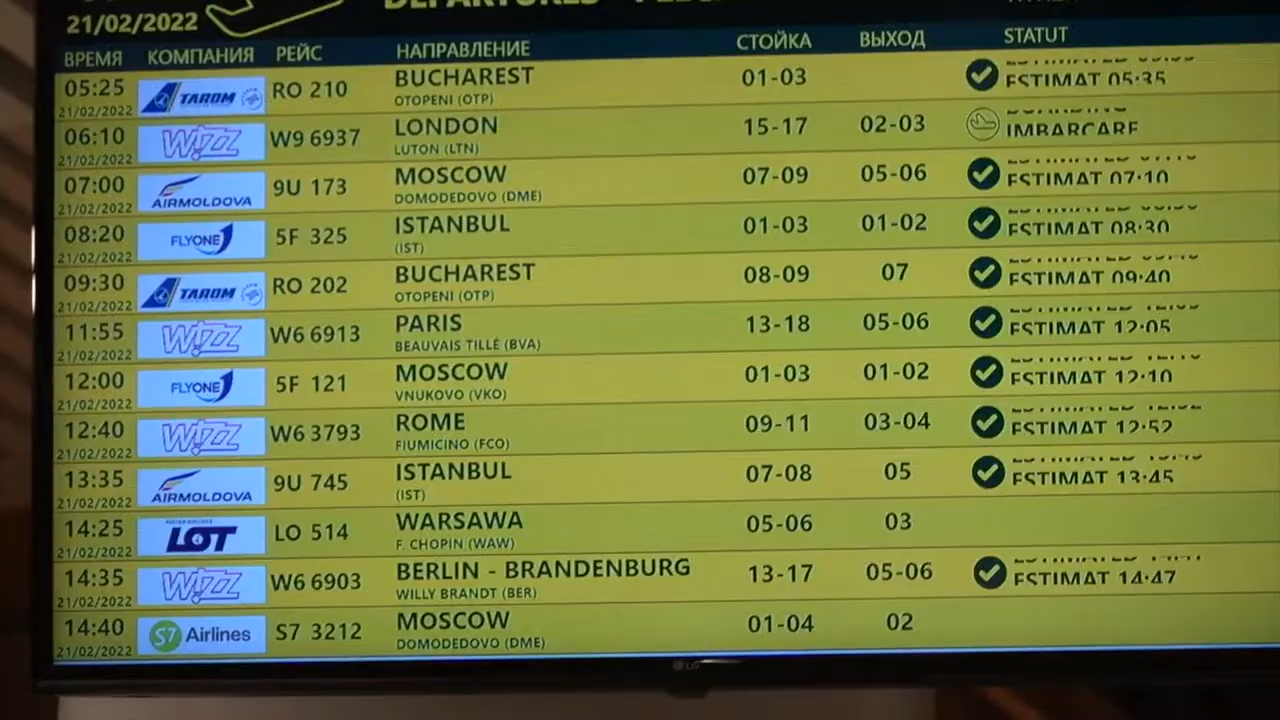 21/02/2022 DEPARTURES
ВРЕМЯ КОМПАНИЯ РЕЙС НАПРАВЛЕНИЕ СТОЙКА ВЫХОД STATUT
05:25 TAROM RO 210 BUCHAREST 01-03 ESTIMAT 05:35
21/02/2022 OTOPENI (OTP)
06:10 WIZZ W9 6937 LONDON 15-17 02-03 IMBARCARE
21/02/2022 LUTON (LTN)
07:00 AIRMOLDOVA 9U 173 MOSCOW 07-09 05-06 ESTIMAT 07:10
21/02/2022 DOMODEDOVO (DME)
08:20 FLYONE 5F 325 ISTANBUL 01-03 01-02 ESTIMAT 08:30
21/02/2022 (IST)
09:30 TAROM RO 202 BUCHAREST 08-09 07 ESTIMAT 09:40
21/02/2022 OTOPENI (OTP)
11:55 WIZZ W6 6913 PARIS 13-18 05-06 ESTIMAT 12:05
21/02/2022 BEAUVAIS TILLÉ (BVA)
12:00 FLYONE 5F 121 MOSCOW 01-03 01-02 ESTIMAT 12:10
21/02/2022 VNUKOVO (VKO)
12:40 WIZZ W6 3793 ROME 09-11 03-04 ESTIMAT 12:52
21/02/2022 FIUMICINO (FCO)
13:35 AIRMOLDOVA 9U 745 ISTANBUL 07-08 05 ESTIMAT 13:45
21/02/2022 (IST)
14:25 LOT LO 514 WARSAWA 05-06 03
21/02/2022 F. CHOPIN (WAW)
14:35 WIZZ W6 6903 BERLIN - BRANDENBURG 13-17 05-06 ESTIMAT 14:47
21/02/2022 WILLY BRANDT (BER)
14:40 S7 Airlines S7 3212 MOSCOW 01-04 02
21/02/2022 DOMODEDOVO (DME)
LG